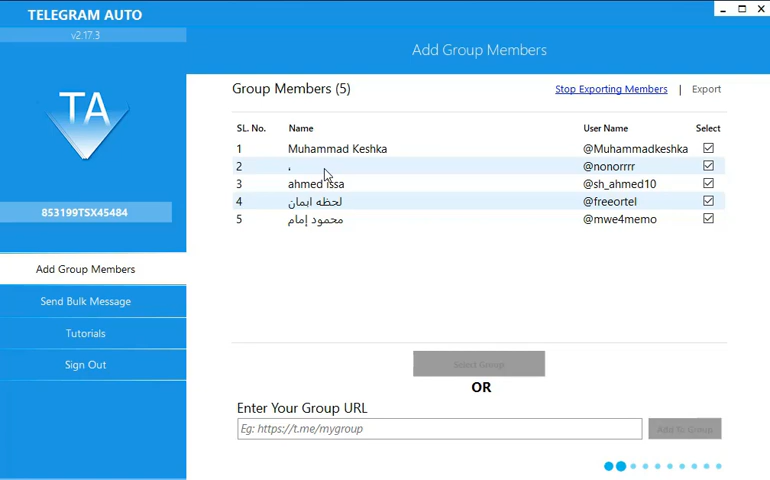 TELEGRAM AUTO
v2.17.3
TA
853199TSX45484
Add Group Members
Send Bulk Message
Tutorials
Sign Out
Add Group Members
Group Members (5)
Stop Exporting Members | Export
SL. No. Name User Name Select
1 Muhammad Keshka @Muhammadkeshka
2 ، @nonorrrr
3 ahmed issa @sh_ahmed10
4 لحظه ايمان @freeortel
5 محمود إمام @mwe4memo
Select Group
OR
Enter Your Group URL
Eg: https://t.me/mygroup
Add To Group